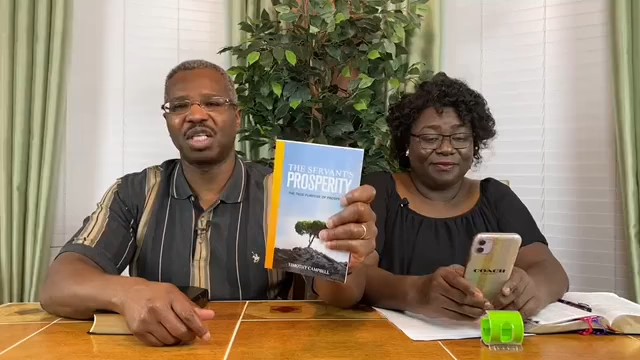 THE SERVANT'S
PROSPERITY
TIMOTHY CAMPBELL
COACH